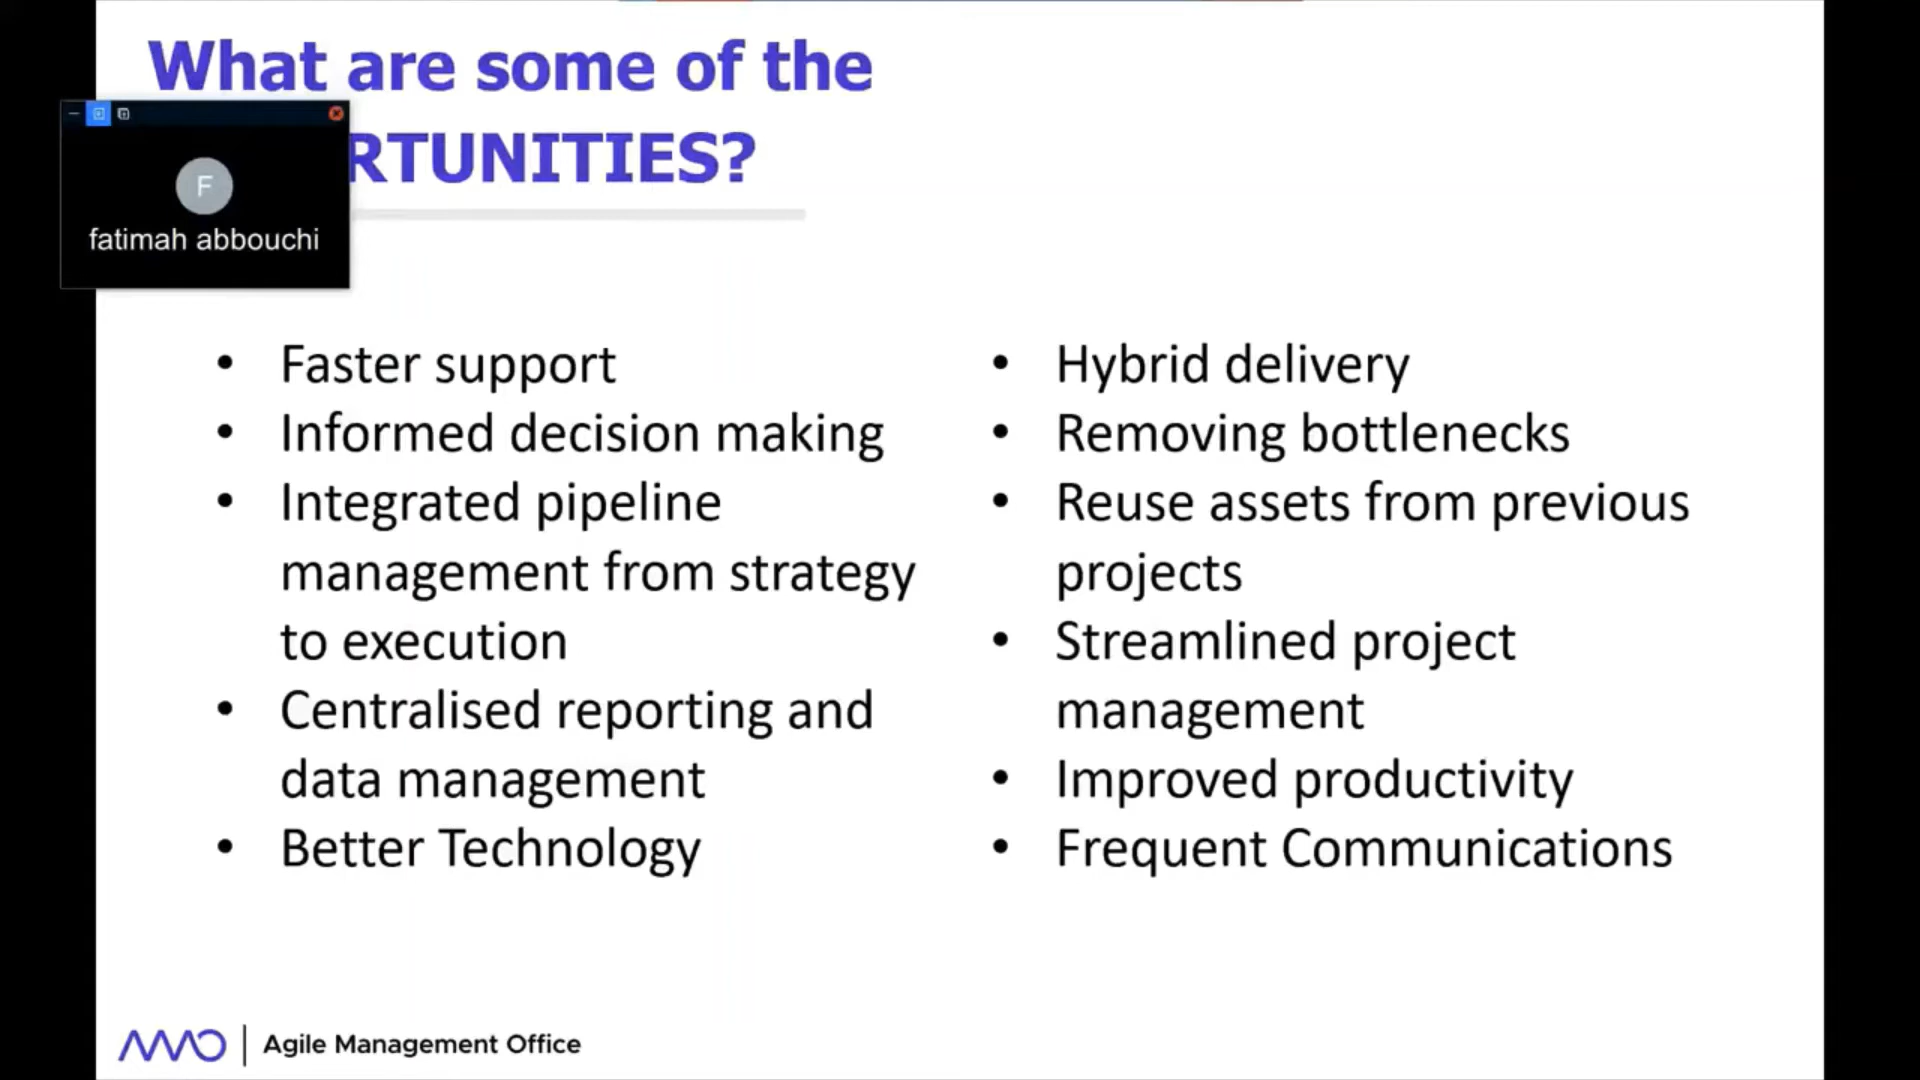 What are some of the
RTUNITIES?
F
fatimah abbouchi
• Faster support
• Informed decision making
• Integrated pipeline
management from strategy
to execution
• Centralised reporting and
data management
• Better Technology
• Hybrid delivery
• Removing bottlenecks
• Reuse assets from previous
projects
• Streamlined project
management
• Improved productivity
• Frequent Communications
AMO | Agile Management Office